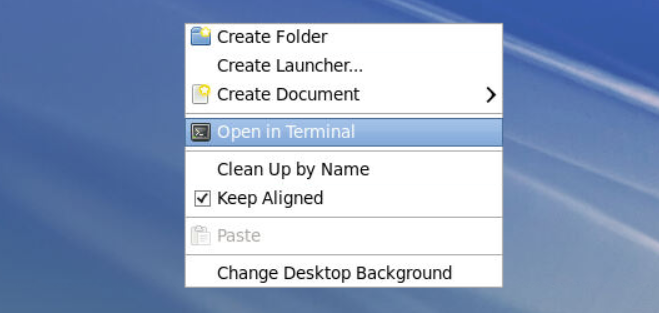 Create Folder
Create Launcher...
Create Document
Open in Terminal
Clean Up by Name
Keep Aligned
Paste
Change Desktop Background